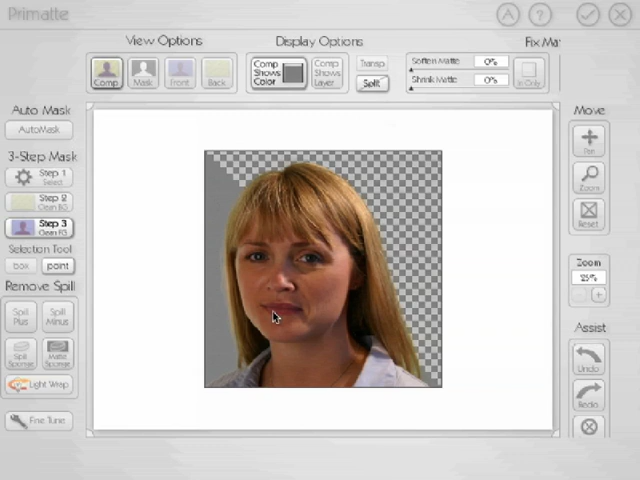 Primatte
View Options
Display Options
Fix Ma
Comp
Mask
Front
Back
Comp
Shows
Color
Comp
Shows
Layer
Transp
Split
Soften Matte
0%
Shrink Matte
0%
Auto Mask
AutoMask
3-Step Mask
Step 1
Select
Step 2
Clean BG
Step 3
Clean FG
Selection Tool
box
point
Remove Spill
Spill
Plus
Spill
Minus
Spill
Sponge
Matte
Sponge
Light Wrap
Fine Tune
Move
Pan
Zoom
Reset
Zoom
25%
Assist
Undo
Redo